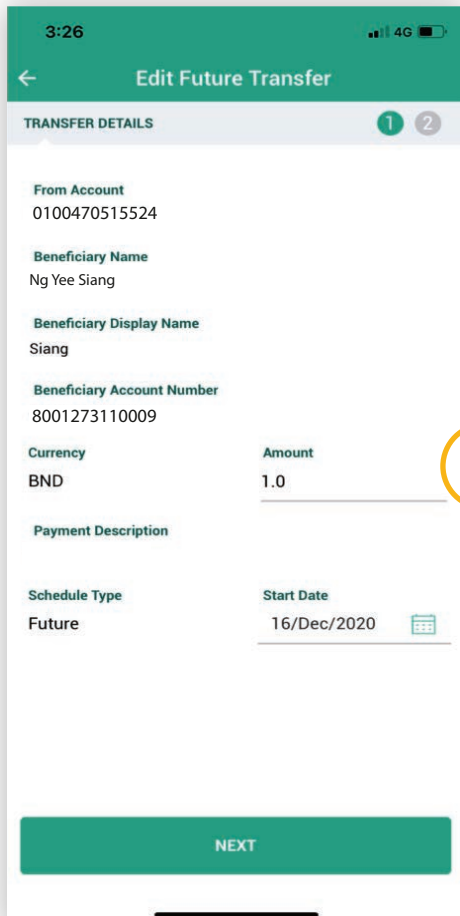 3:26
4G
Edit Future Transfer
TRANSFER DETAILS
1 2
From Account
0100470515524
Beneficiary Name
Ng Yee Siang
Beneficiary Display Name
Siang
Beneficiary Account Number
8001273110009
Currency Amount
BND 1.0
Payment Description
Schedule Type Start Date
Future 16/Dec/2020
NEXT